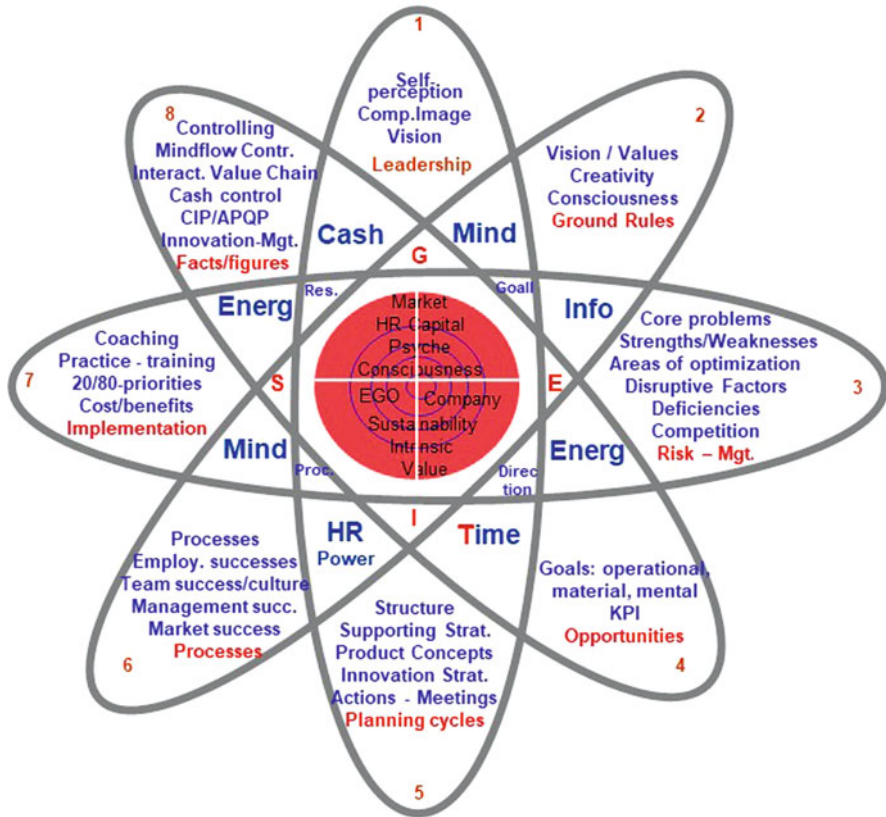 1
Self-
perception
Comp.Image
Vision
Leadership
2
Vision / Values
Creativity
Consciousness
Ground Rules
3
Core problems
Strengths/Weaknesses
Areas of optimization
Disruptive Factors
Deficiencies
Competition
Risk – Mgt.
4
Goals: operational,
material, mental
KPI
Opportunities
5
Structure
Supporting Strat.
Product Concepts
Innovation Strat.
Actions - Meetings
Planning cycles
6
Processes
Employ. successes
Team success/culture
Management succ.
Market success
Processes
7
Coaching
Practice - training
20/80-priorities
Cost/benefits
Implementation
8
Controlling
Mindflow Contr.
Interact. Value Chain
Cash control
CIP/APQP
Innovation-Mgt.
Facts/figures
Cash
Mind
Info
Energ
Time
HR
Power
Mind
Energ
G
E
I
S
Res.
Goall
Direc
tion
Proc.
Market
HR-Capital
Psyche
Consciousness
EGO
Company
Sustainability
Intrinsic
Value